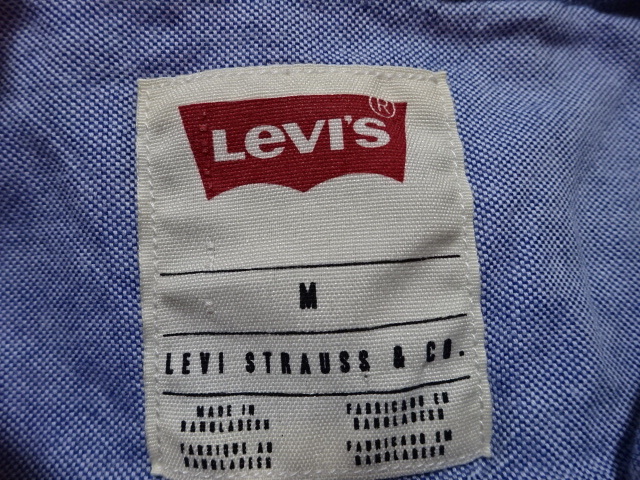 Levi's®
M
LEVI STRAUSS & CO.
MADE IN
BANGLADESH
FABRICADO EN
BANGLADESH
FABRIQUE AU
BANGLADESH
FABRICADO EM
BANGLADESH